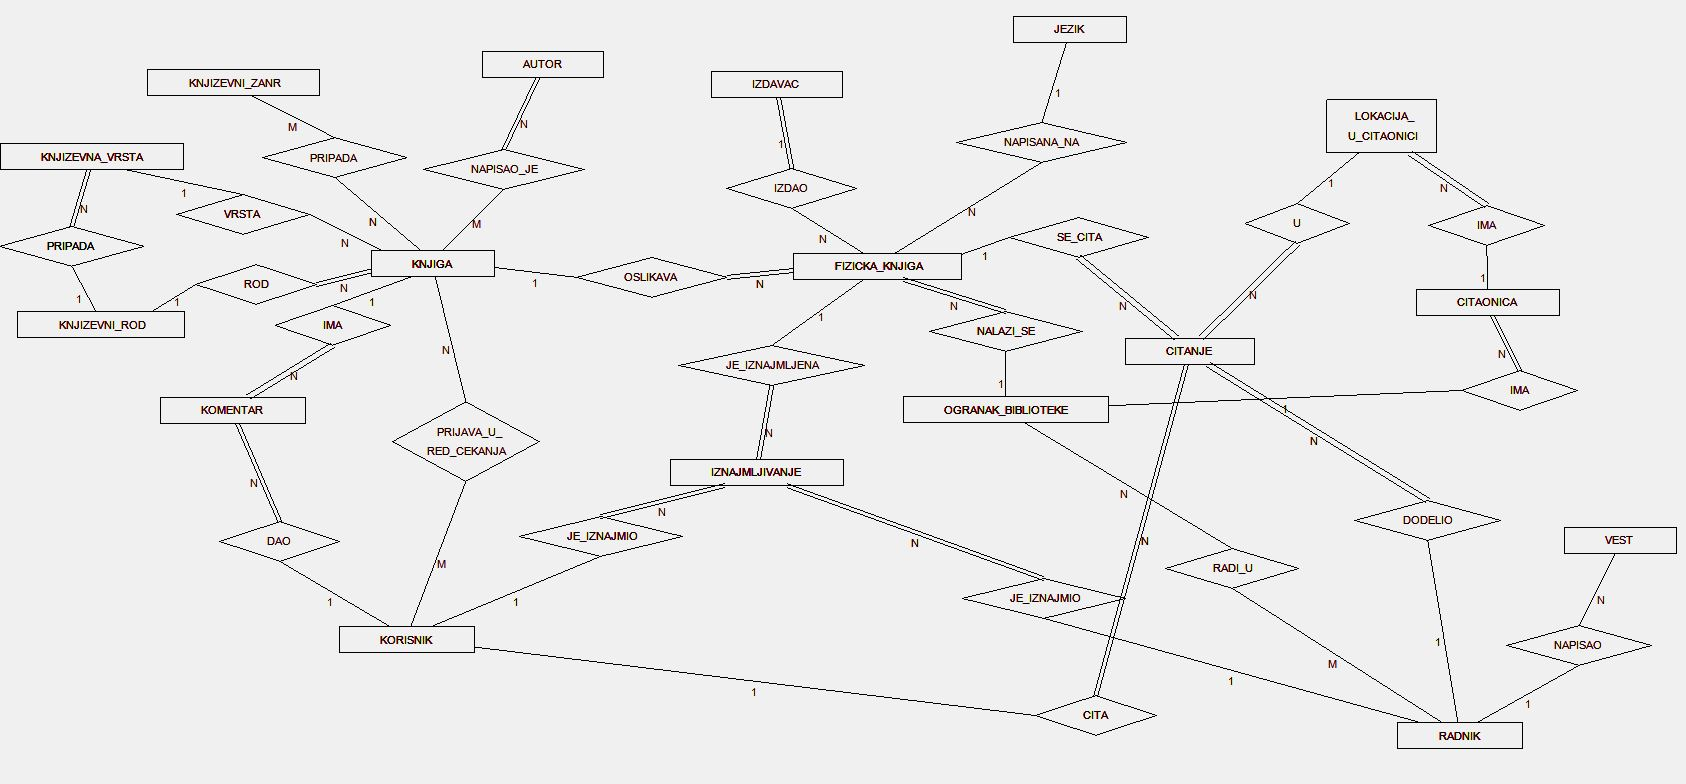 JEZIK
AUTOR
KNJIZEVNI_ZANR
IZDAVAC
1
LOKACIJA_
U_CITAONICI
M
N
1
NAPISANA_NA
KNJIZEVNA_VRSTA
PRIPADA
NAPISAO_JE
1
1
N
IZDAO
1
N
VRSTA
N
M
N
U
IMA
PRIPADA
N
N
SE_CITA
1
KNJIGA
OSLIKAVA
FIZICKA_KNJIGA
ROD
N
1
N
1
N
1
1
1
N
N
CITAONICA
KNJIZEVNI_ROD
IMA
1
NALAZI_SE
N
CITANJE
N
JE_IZNAJMLJENA
N
1
IMA
KOMENTAR
OGRANAK_BIBLIOTEKE
1
PRIJAVA_U_
RED_CEKANJA
N
N
IZNAJMLJIVANJE
N
N
N
DODELIO
JE_IZNAJMIO
DAO
N
N
VEST
M
RADI_U
1
1
JE_IZNAJMIO
N
KORISNIK
1
NAPISAO
M
1
1
1
CITA
RADNIK